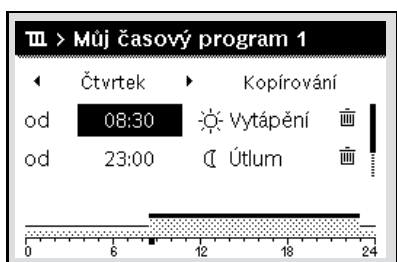 > Můj časový program 1
Čtvrtek Kopírování
od 08:30 Vytápění
od 23:00 Útlum
0 6 12 18 24